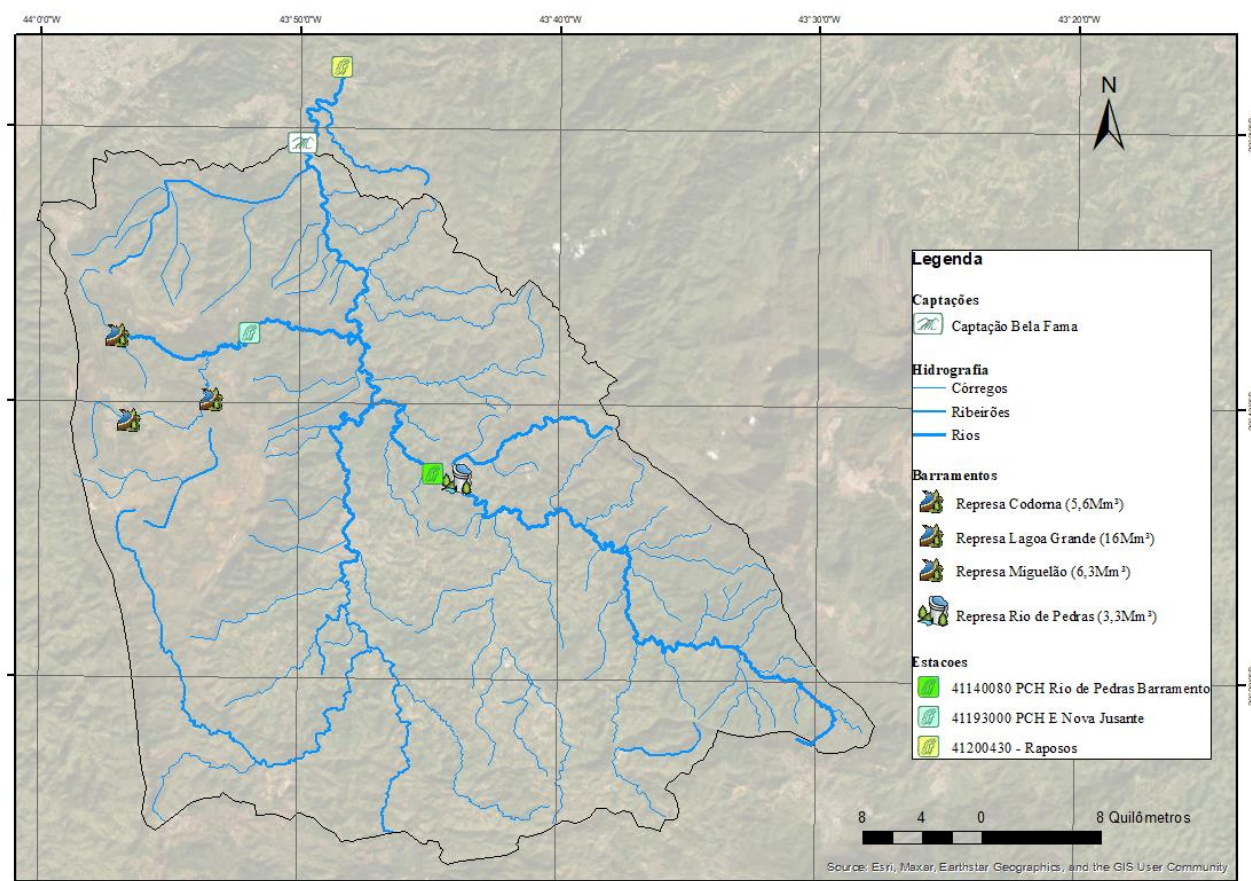 44°0'0"W 43°50'0"W 43°40'0"W 43°30'0"W 43°20'0"W
N
Legenda
Captações
Captação Bela Fama
Hidrografia
Córregos
Ribeirões
Rios
Barramentos
Represa Codorna (5,6Mm³)
Represa Lagoa Grande (16Mm³)
Represa Miguelão (6,3Mm³)
Represa Rio de Pedras (3,3Mm³)
Estacoes
41140080 PCH Rio de Pedras Barramento
41193000 PCH E Nova Jusante
41200430 - Raposos
8 4 0 8 Quilômetros
Source: Esri, Maxar, Earthstar Geographics, and the GIS User Community